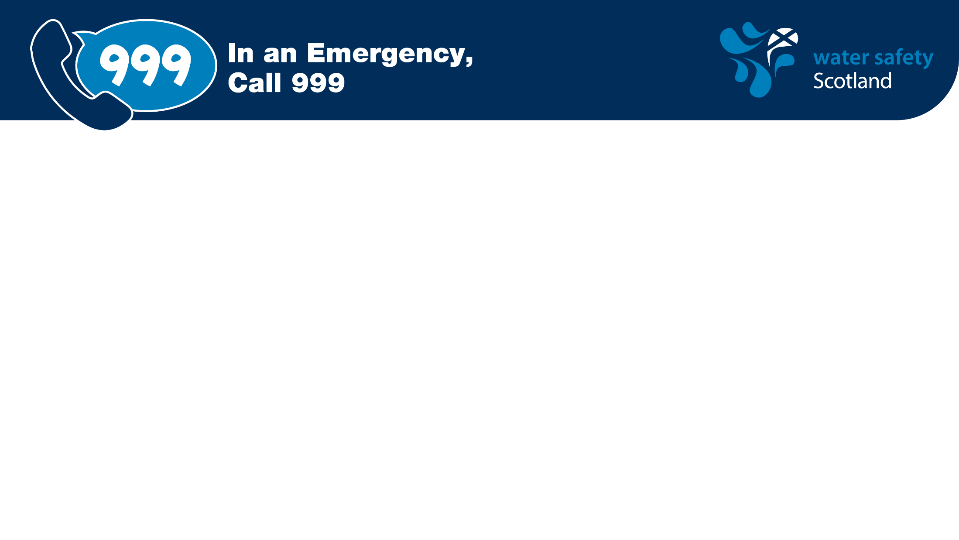 999
In an Emergency,
Call 999
water safety
Scotland